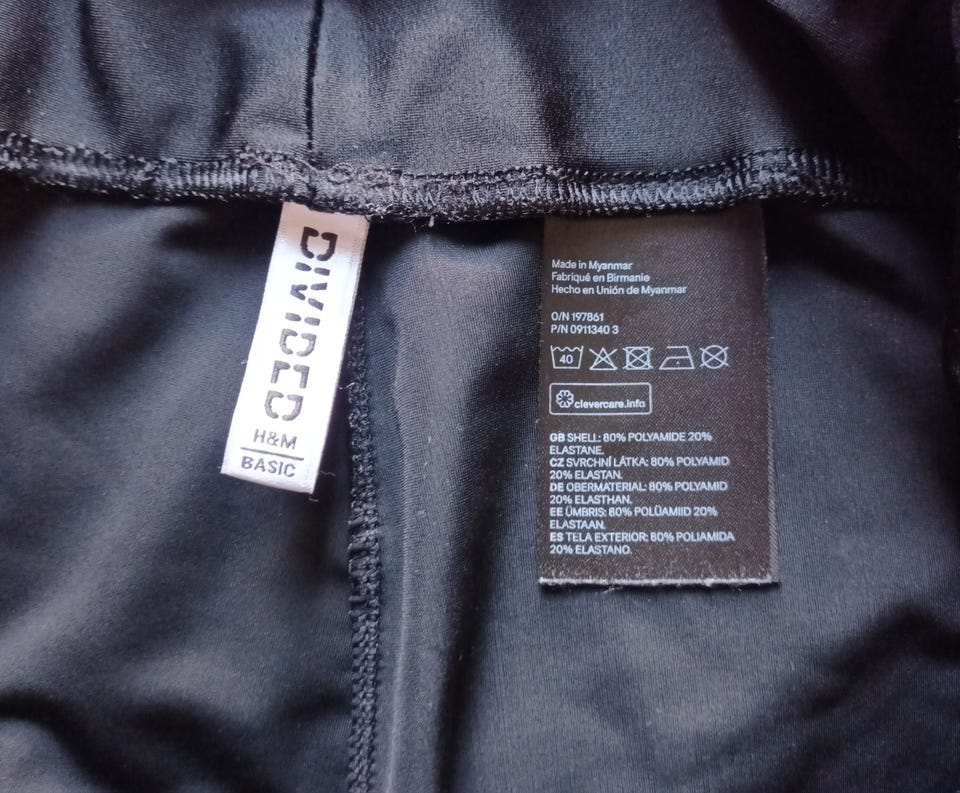 DIVIDED
H&M
BASIC
Made in Myanmar
Fabriqué en Birmanie
Hecho en Unión de Myanmar
O/N 197861
P/N 0911340 3
40
clevercare.info
GB SHELL: 80% POLYAMIDE 20%
ELASTANE.
CZ SVRCHNÍ LÁTKA: 80% POLYAMID
20% ELASTAN.
DE OBERMATERIAL: 80% POLYAMID
20% ELASTHAN.
EE ÜMBRIS: 80% POLÜAMIID 20%
ELASTAAN.
ES TELA EXTERIOR: 80% POLIAMIDA
20% ELASTANO.